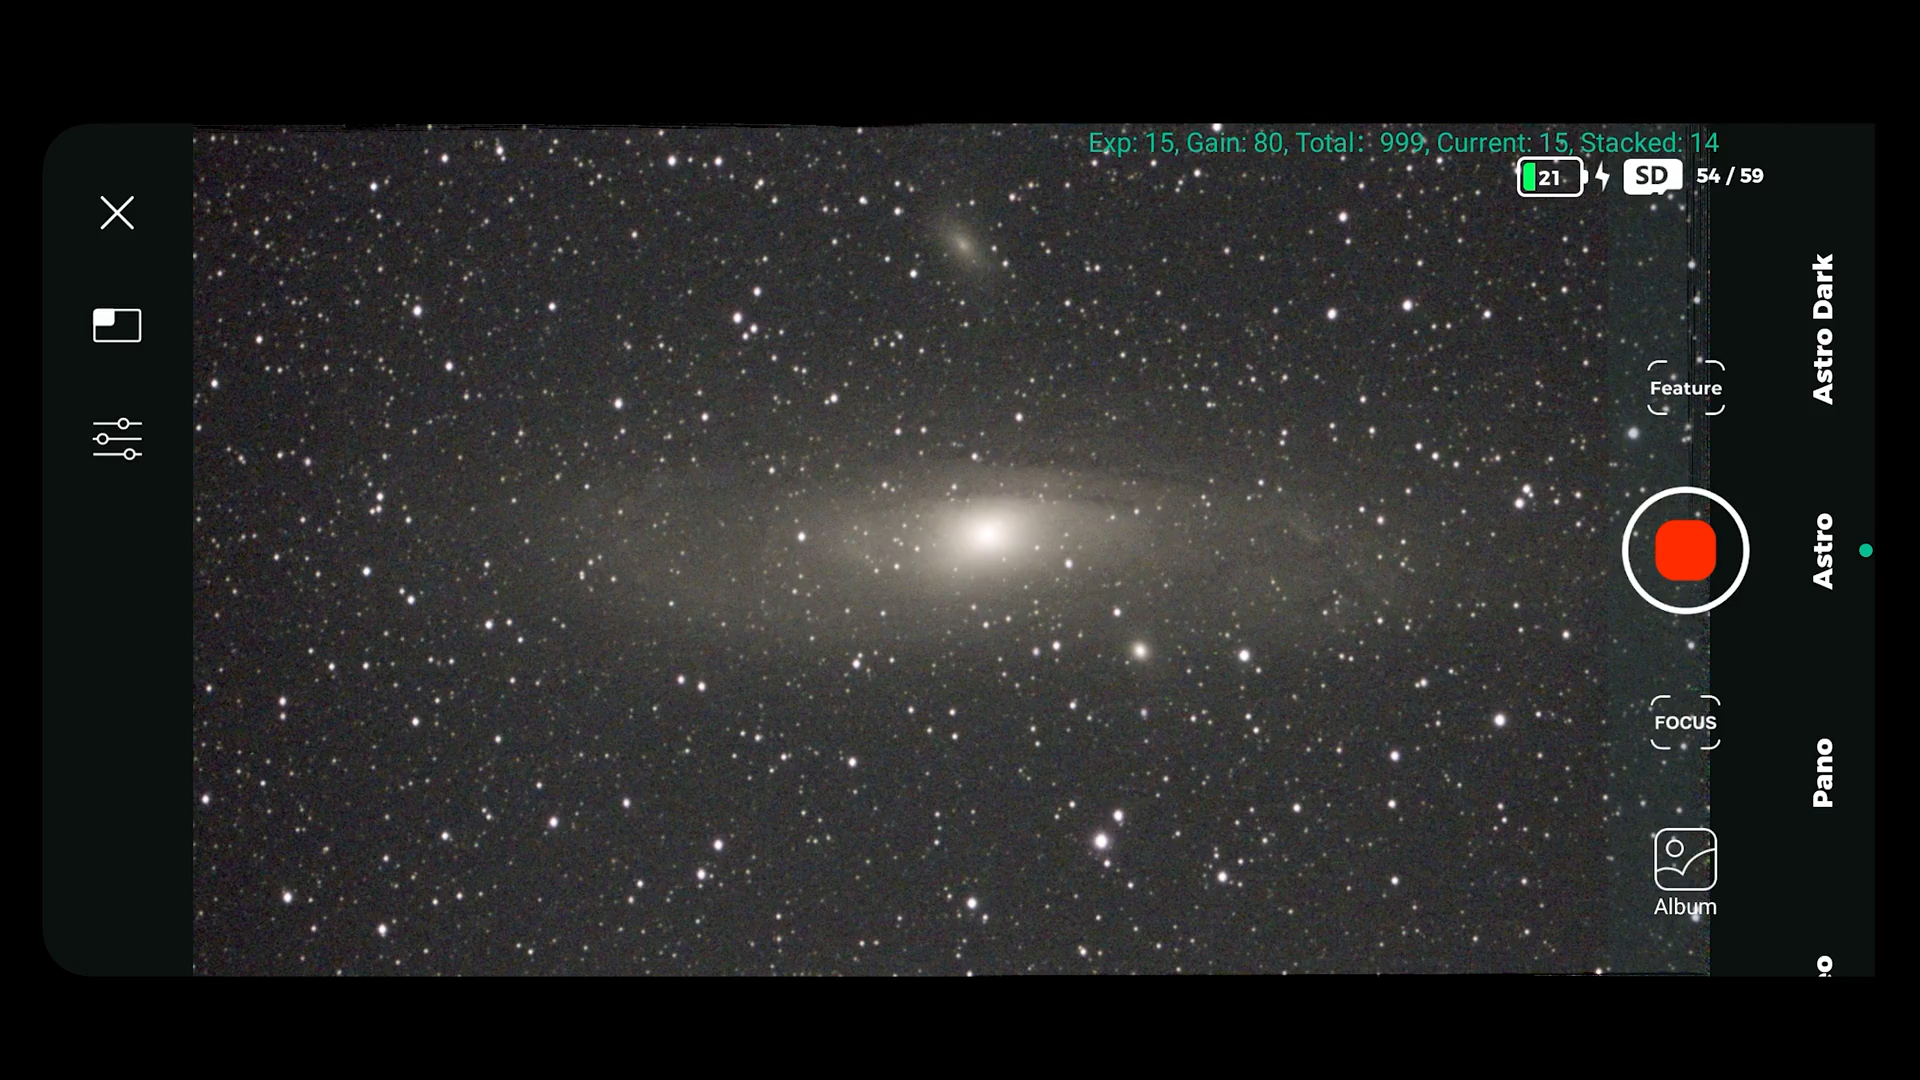 Exp: 15, Gain: 80, Total: 999, Current: 15, Stacked: 14
21 SD 54 / 59
Astro Dark
Feature
Astro
FOCUS
Pano
Album
eo